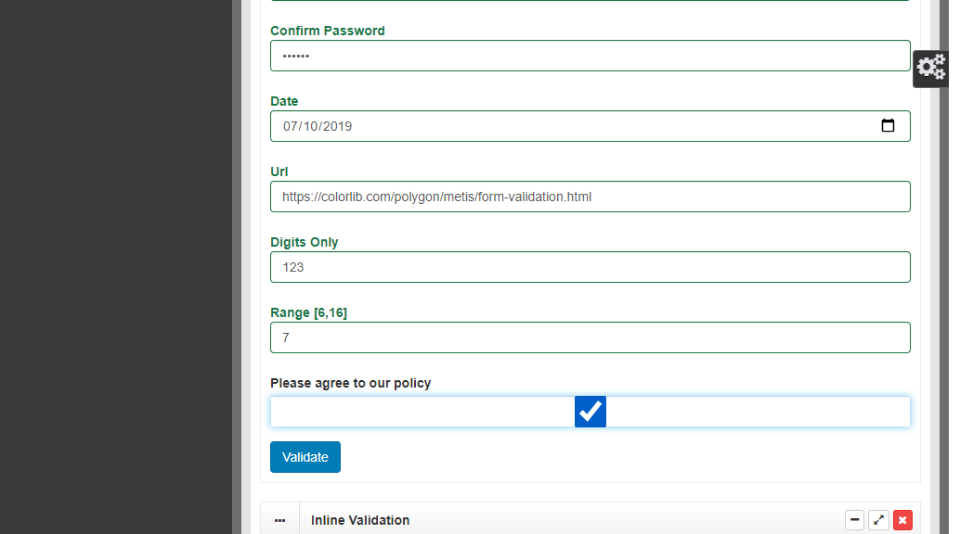 Confirm Password
••••••
Date
07/10/2019
Url
https://colorlib.com/polygon/metis/form-validation.html
Digits Only
123
Range [6,16]
7
Please agree to our policy
Validate
Inline Validation